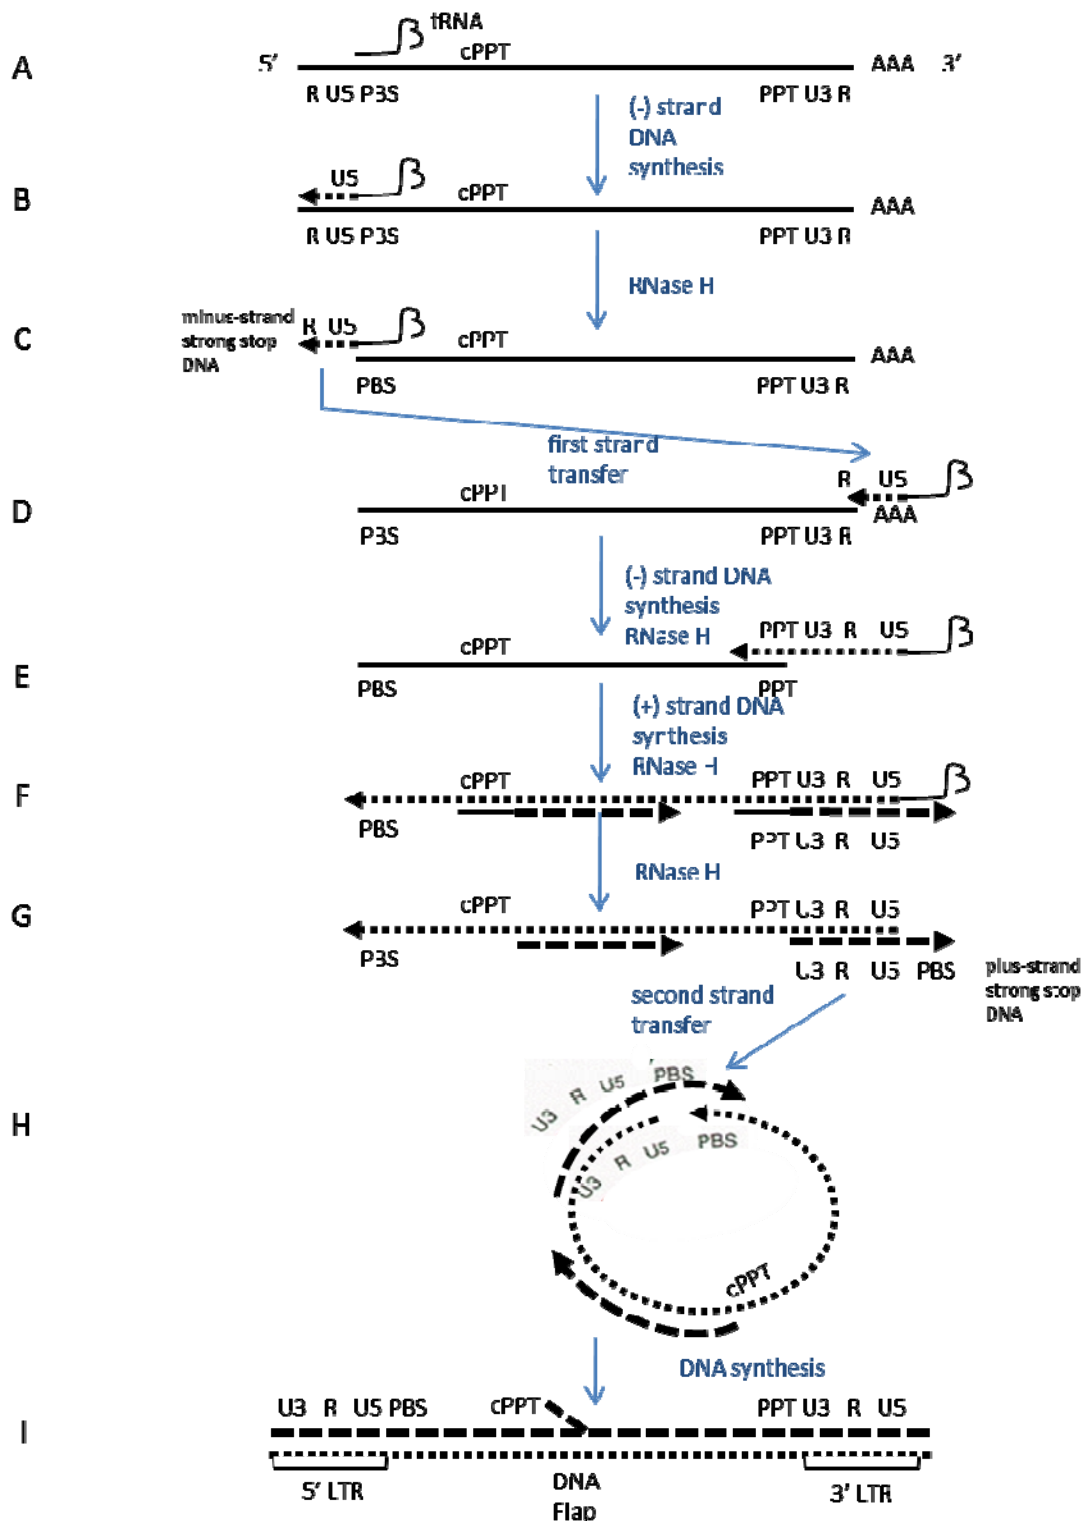 tRNA
A 5' cPPT AAA 3'
R U5 PBS PPT U3 R
(-) strand
DNA
synthesis
U5
B cPPT AAA
R U5 PBS PPT U3 R
RNase H
minus-strand
strong stop
DNA
R U5
C cPPT AAA
PBS PPT U3 R
first strand
transfer
R U5
D cPPT AAA
PBS PPT U3 R
(-) strand DNA
synthesis
RNase H
PPT U3 R U5
E cPPT
PBS PPT
(+) strand DNA
synthesis
RNase H
F cPPT PPT U3 R U5
PBS PPT U3 R U5
RNase H
G cPPT PPT U3 R U5
PBS U3 R U5 PBS
plus-strand
strong stop
DNA
second strand
transfer
H
U3 R U5 PBS
U3 R U5 PBS
cPPT
DNA synthesis
U3 R U5 PBS cPPT PPT U3 R U5
I
5' LTR DNA 3' LTR
Flap